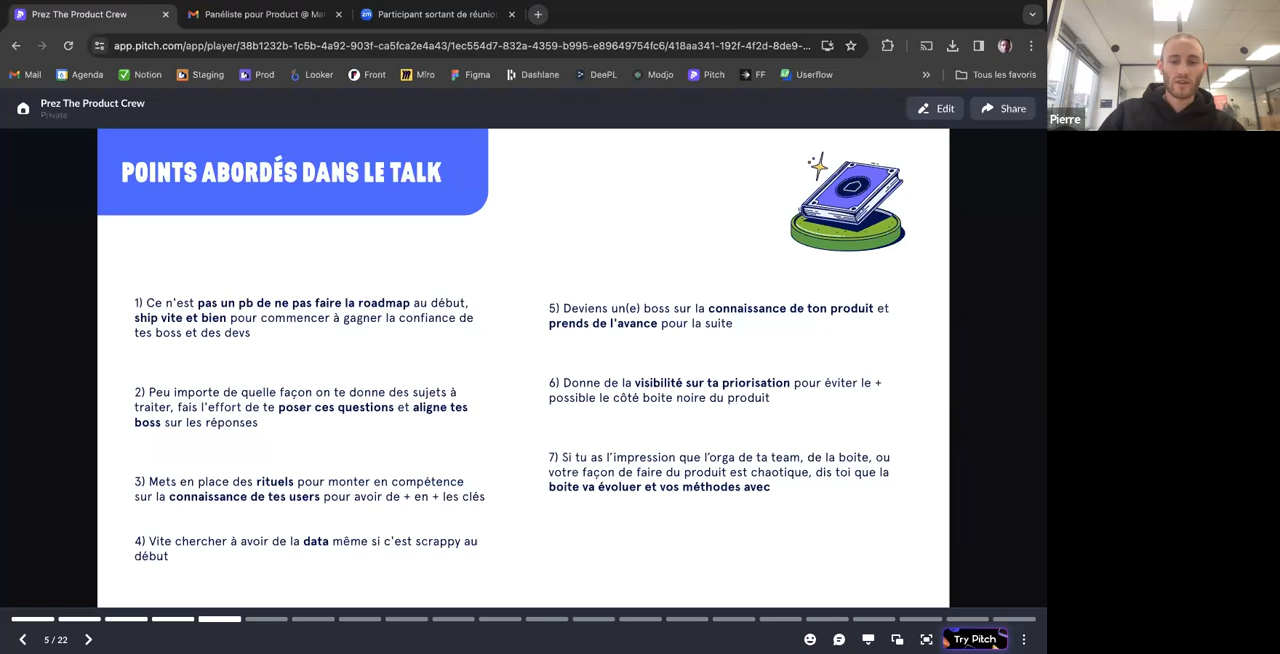 Prez The Product Crew
Panéliste pour Product @ Ma
Participant sortant de réunio
app.pitch.com/app/player/38b1232b-1c5b-4a92-903f-ca5fca2e4a43/1ec554d7-832a-4359-b995-e89649754fc6/418aa341-192f-4f2d-8de9-...
Mail
Agenda
Notion
Staging
Prod
Looker
Front
Miro
Figma
Dashlane
DeepL
Modjo
Pitch
FF
Userflow
»
Tous les favoris
Prez The Product Crew
Private
Edit
Share
Pierre
POINTS ABORDÉS DANS LE TALK
1) Ce n'est pas un pb de ne pas faire la roadmap au début,
ship vite et bien pour commencer à gagner la confiance de
tes boss et des devs
2) Peu importe de quelle façon on te donne des sujets à
traiter, fais l'effort de te poser ces questions et aligne tes
boss sur les réponses
3) Mets en place des rituels pour monter en compétence
sur la connaissance de tes users pour avoir de + en + les clés
4) Vite chercher à avoir de la data même si c'est scrappy au
début
5) Deviens un(e) boss sur la connaissance de ton produit et
prends de l'avance pour la suite
6) Donne de la visibilité sur ta priorisation pour éviter le +
possible le côté boite noire du produit
7) Si tu as l’impression que l’orga de ta team, de la boite, ou
votre façon de faire du produit est chaotique, dis toi que la
boite va évoluer et vos méthodes avec
5 / 22
Try Pitch